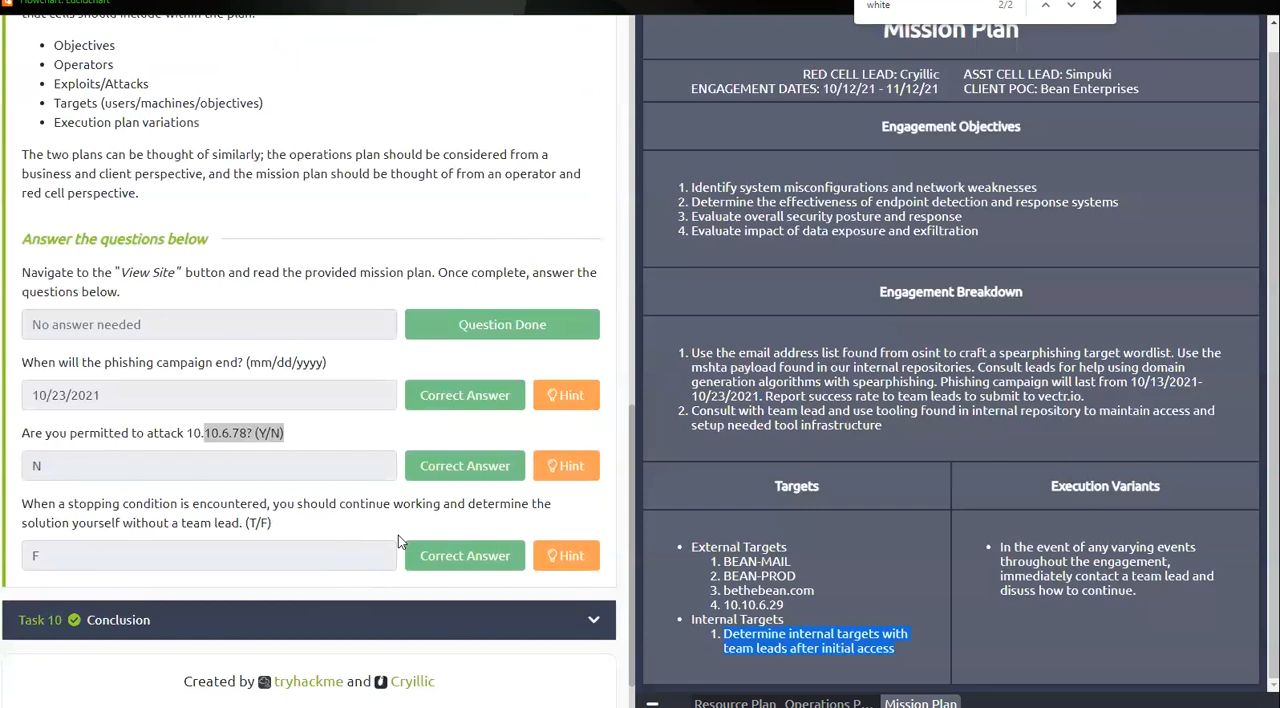 Flowchart: Lucidchart
white
2/2
that cells should include within the plan:
Objectives
Operators
Exploits/Attacks
Targets (users/machines/objectives)
Execution plan variations
The two plans can be thought of similarly; the operations plan should be considered from a
business and client perspective, and the mission plan should be thought of from an operator and
red cell perspective.
Answer the questions below
Navigate to the "View Site" button and read the provided mission plan. Once complete, answer the
questions below.
No answer needed
Question Done
When will the phishing campaign end? (mm/dd/yyyy)
10/23/2021
Correct Answer
Hint
Are you permitted to attack 10.10.6.78? (Y/N)
N
Correct Answer
Hint
When a stopping condition is encountered, you should continue working and determine the
solution yourself without a team lead. (T/F)
F
Correct Answer
Hint
Task 10
Conclusion
Created by tryhackme and Cryillic
Mission Plan
RED CELL LEAD: Cryillic
ENGAGEMENT DATES: 10/12/21 - 11/12/21
ASST CELL LEAD: Simpuki
CLIENT POC: Bean Enterprises
Engagement Objectives
1. Identify system misconfigurations and network weaknesses
2. Determine the effectiveness of endpoint detection and response systems
3. Evaluate overall security posture and response
4. Evaluate impact of data exposure and exfiltration
Engagement Breakdown
1. Use the email address list found from osint to craft a spearphishing target wordlist. Use the
mshta payload found in our internal repositories. Consult leads for help using domain
generation algorithms with spearphishing. Phishing campaign will last from 10/13/2021-
10/23/2021. Report success rate to team leads to submit to vectr.io.
2. Consult with team lead and use tooling found in internal repository to maintain access and
setup needed tool infrastructure
Targets
External Targets
1. BEAN-MAIL
2. BEAN-PROD
3. bethebean.com
4. 10.10.6.29
Internal Targets
1. Determine internal targets with
team leads after initial access
Execution Variants
In the event of any varying events
throughout the engagement,
immediately contact a team lead and
disuss how to continue.
Resource Plan
Operations P...
Mission Plan